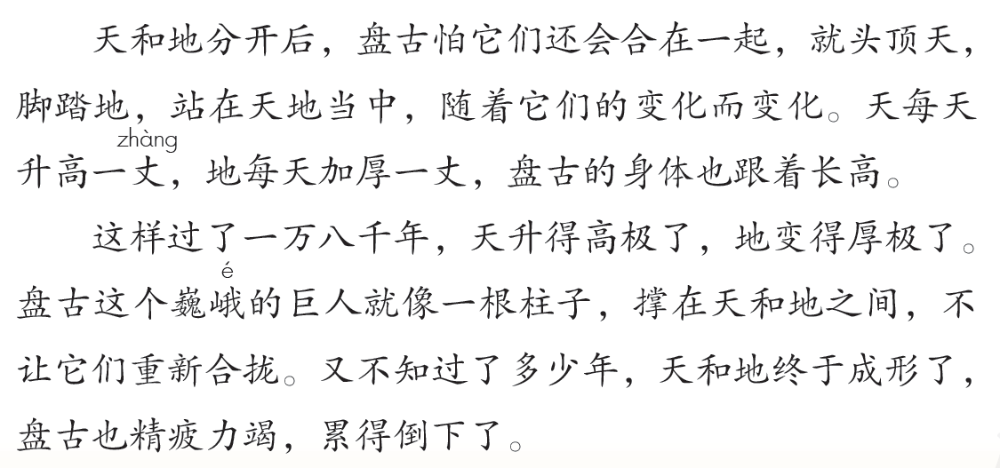 天和地分开后，盘古怕它们还会合在一起，就头顶天，
脚踏地，站在天地当中，随着它们的变化而变化。天每天
zhàng
升高一丈，地每天加厚一丈，盘古的身体也跟着长高。
这样过了一万八千年，天升得高极了，地变得厚极了。
é
盘古这个巍峨的巨人就像一根柱子，撑在天和地之间，不
让它们重新合拢。又不知过了多少年，天和地终于成形了，
盘古也精疲力竭，累得倒下了。